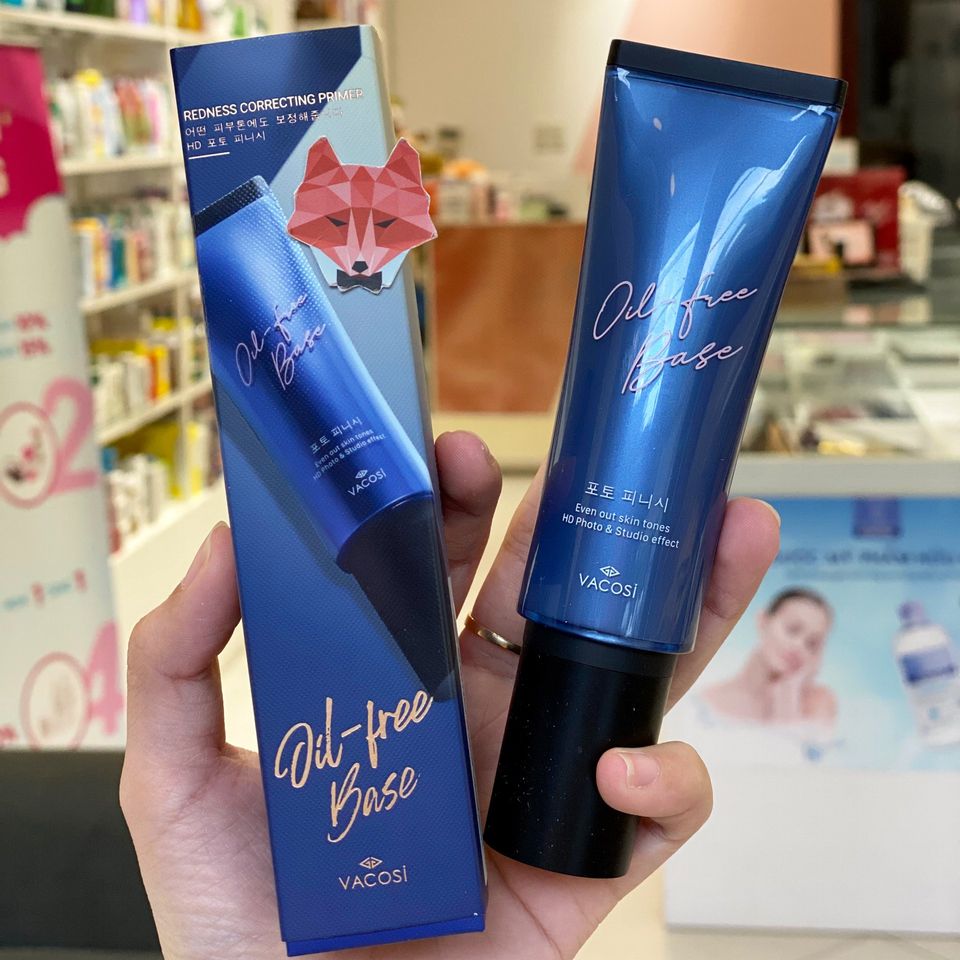 REDNESS CORRECTING PRIMER
어떤 피부톤에도 보정해줍니다
HD 포토 피니시
Oil-free
Base
포토 피니시
Even out skin tones
HD Photo & Studio effect
VACOSI
Oil-free
Base
VACOSI
Oil-free
Base
포토 피니시
Even out skin tones
HD Photo & Studio effect
VACOSI
2
4